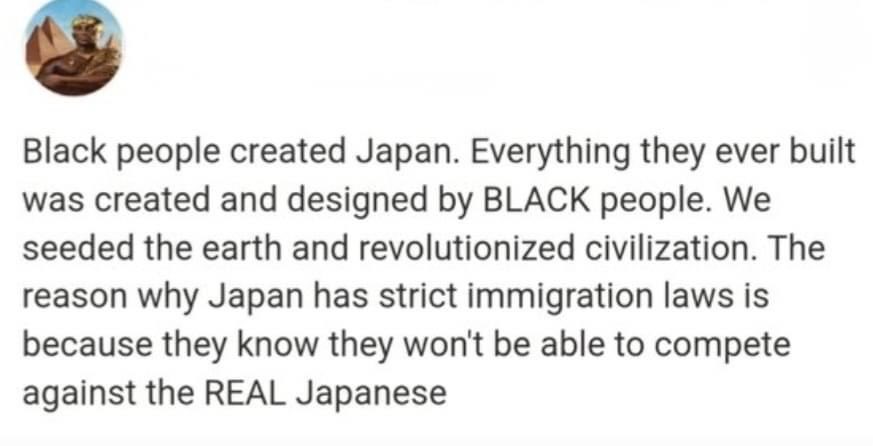 Black people created Japan. Everything they ever built
was created and designed by BLACK people. We
seeded the earth and revolutionized civilization. The
reason why Japan has strict immigration laws is
because they know they won't be able to compete
against the REAL Japanese